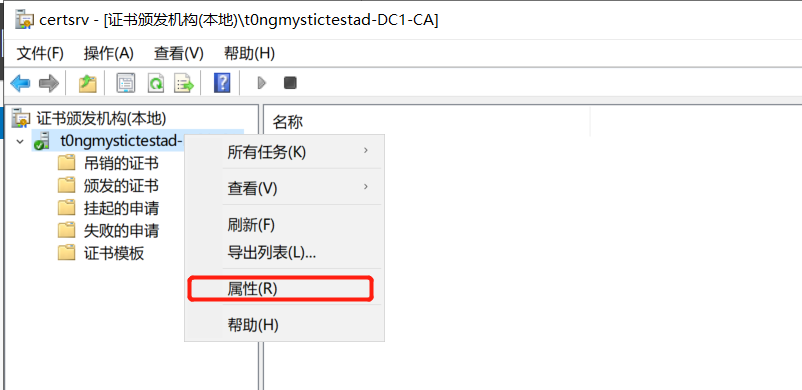 certsrv - [证书颁发机构(本地)\t0ngmystictestad-DC1-CA]
文件(F) 操作(A) 查看(V) 帮助(H)
证书颁发机构(本地)
名称
t0ngmystictestad-
吊销的证书
颁发的证书
挂起的申请
失败的申请
证书模板
所有任务(K)
查看(V)
刷新(F)
导出列表(L)...
属性(R)
帮助(H)